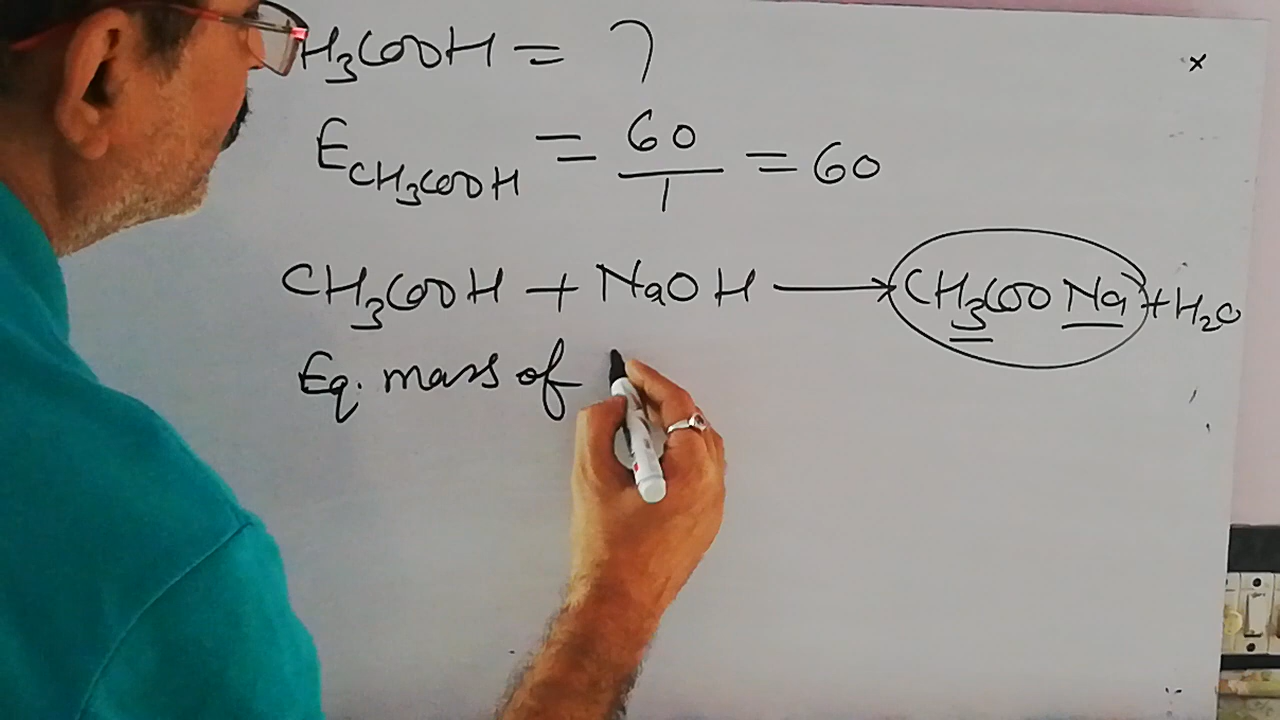 H₃COOH = ?
E CH₃COOH = 60/1 = 60
CH₃COOH + NaOH ⟶ CH₃COONa + H₂O
Eq. mass of